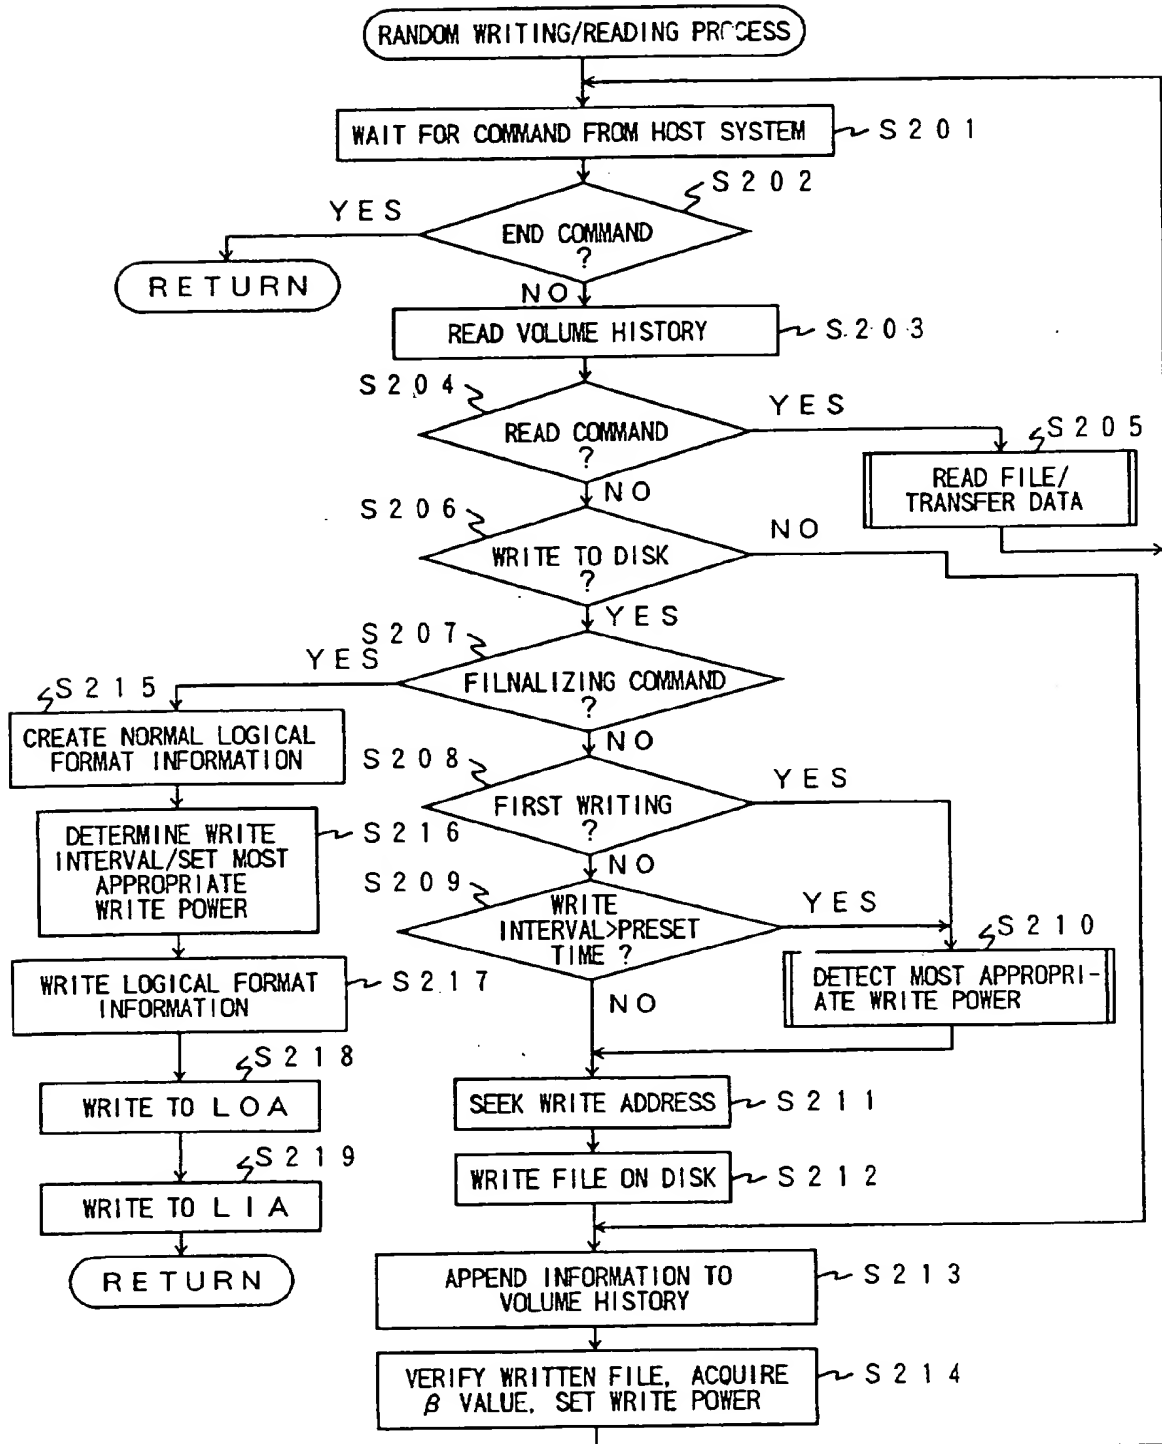 RANDOM WRITING/READING PROCESS
WAIT FOR COMMAND FROM HOST SYSTEM
S201
S202
YES
END COMMAND
?
RETURN
NO
READ VOLUME HISTORY
S203
S204
YES
READ COMMAND
?
S205
READ FILE/
TRANSFER DATA
NO
S206
NO
WRITE TO DISK
?
YES
S207
YES
FILNALIZING COMMAND
?
S215
CREATE NORMAL LOGICAL
FORMAT INFORMATION
NO
S208
YES
FIRST WRITING
?
DETERMINE WRITE
INTERVAL/SET MOST
APPROPRIATE
WRITE POWER
S216
NO
S209
WRITE
INTERVAL>PRESET
TIME ?
YES
S210
DETECT MOST APPROPRI-
ATE WRITE POWER
WRITE LOGICAL FORMAT
INFORMATION
S217
NO
S218
WRITE TO LOA
SEEK WRITE ADDRESS
S211
S219
WRITE TO LIA
WRITE FILE ON DISK
S212
RETURN
APPEND INFORMATION TO
VOLUME HISTORY
S213
VERIFY WRITTEN FILE, ACQUIRE
β VALUE, SET WRITE POWER
S214